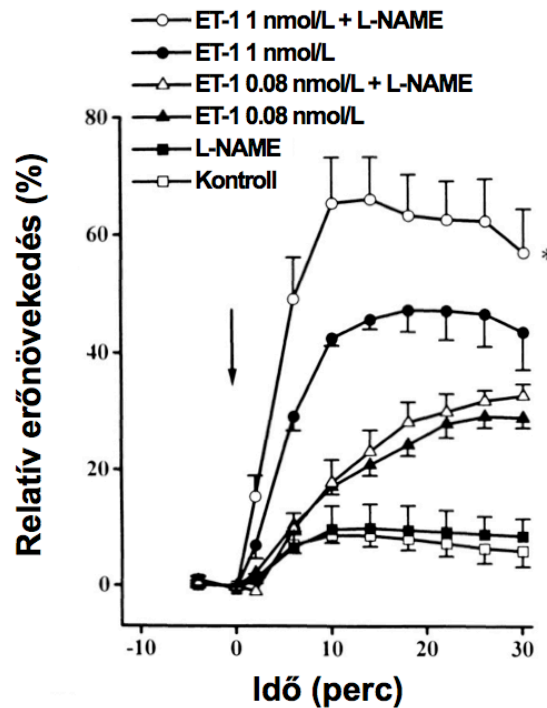 ET-1 1 nmol/L + L-NAME
ET-1 1 nmol/L
ET-1 0.08 nmol/L + L-NAME
ET-1 0.08 nmol/L
L-NAME
Kontroll
Relatív erőnövekedés (%)
80
60
40
20
0
*
-10 0 10 20 30
Idő (perc)